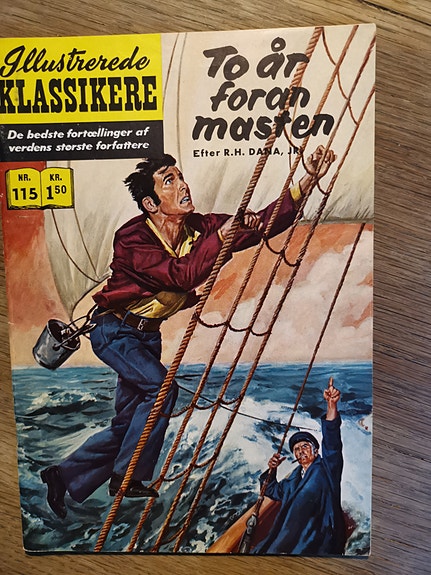 Illustrerede
KLASSIKERE
De bedste fortællinger af
verdens største forfattere
NR.
115
KR.
1.50
To år
foran
masten
Efter R.H. DANA, JR.